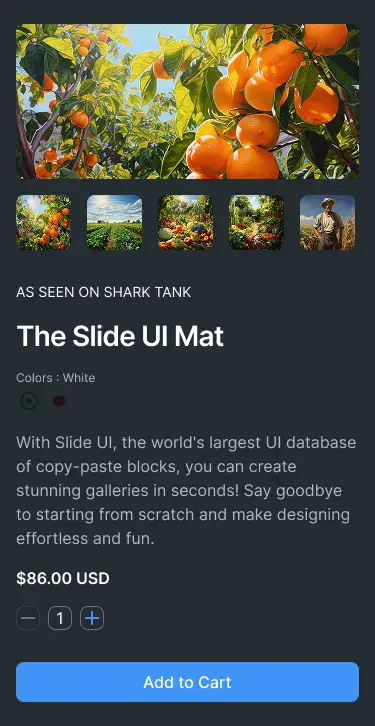 AS SEEN ON SHARK TANK
The Slide UI Mat
Colors : White
With Slide UI, the world's largest UI database
of copy-paste blocks, you can create
stunning galleries in seconds! Say goodbye
to starting from scratch and make designing
effortless and fun.
$86.00 USD
1
Add to Cart